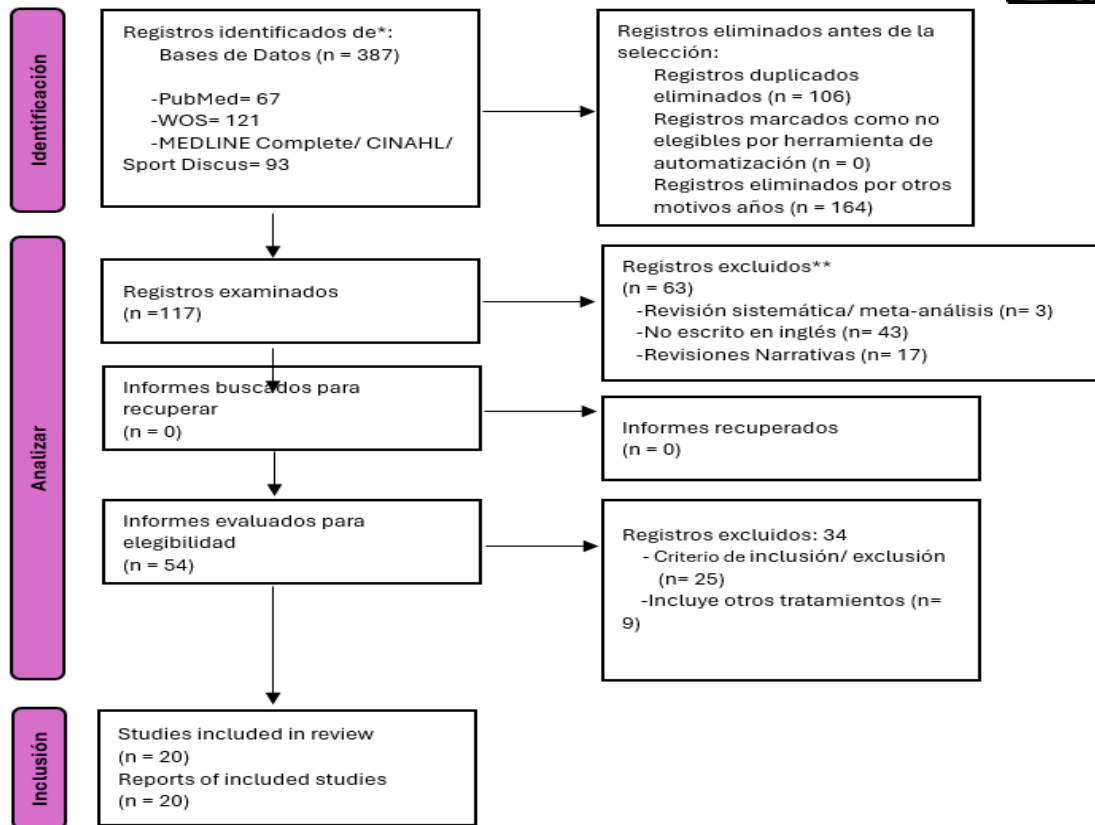 Identificación
Registros identificados de*:
Bases de Datos (n = 387)
-PubMed= 67
-WOS= 121
-MEDLINE Complete/ CINAHL/
Sport Discus= 93
Registros eliminados antes de la
selección:
Registros duplicados
eliminados (n = 106)
Registros marcados como no
elegibles por herramienta de
automatización (n = 0)
Registros eliminados por otros
motivos años (n = 164)
Analizar
Registros examinados
(n =117)
Registros excluidos**
(n = 63)
-Revisión sistemática/ meta-análisis (n= 3)
-No escrito en inglés (n= 43)
-Revisiones Narrativas (n= 17)
Informes buscados para
recuperar
(n = 0)
Informes recuperados
(n = 0)
Informes evaluados para
elegibilidad
(n = 54)
Registros excluidos: 34
- Criterio de inclusión/ exclusión
(n= 25)
-Incluye otros tratamientos (n=
9)
Inclusión
Studies included in review
(n = 20)
Reports of included studies
(n = 20)